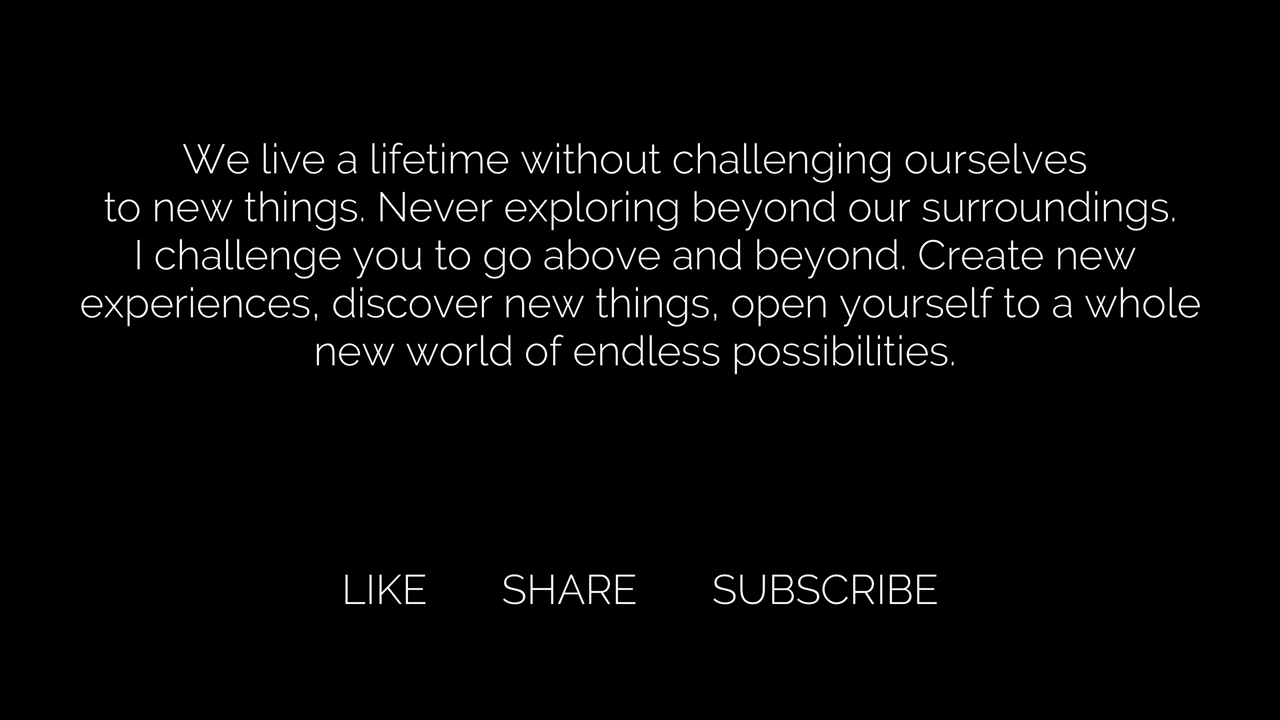 We live a lifetime without challenging ourselves
to new things. Never exploring beyond our surroundings.
I challenge you to go above and beyond. Create new
experiences, discover new things, open yourself to a whole
new world of endless possibilities.
LIKE SHARE SUBSCRIBE